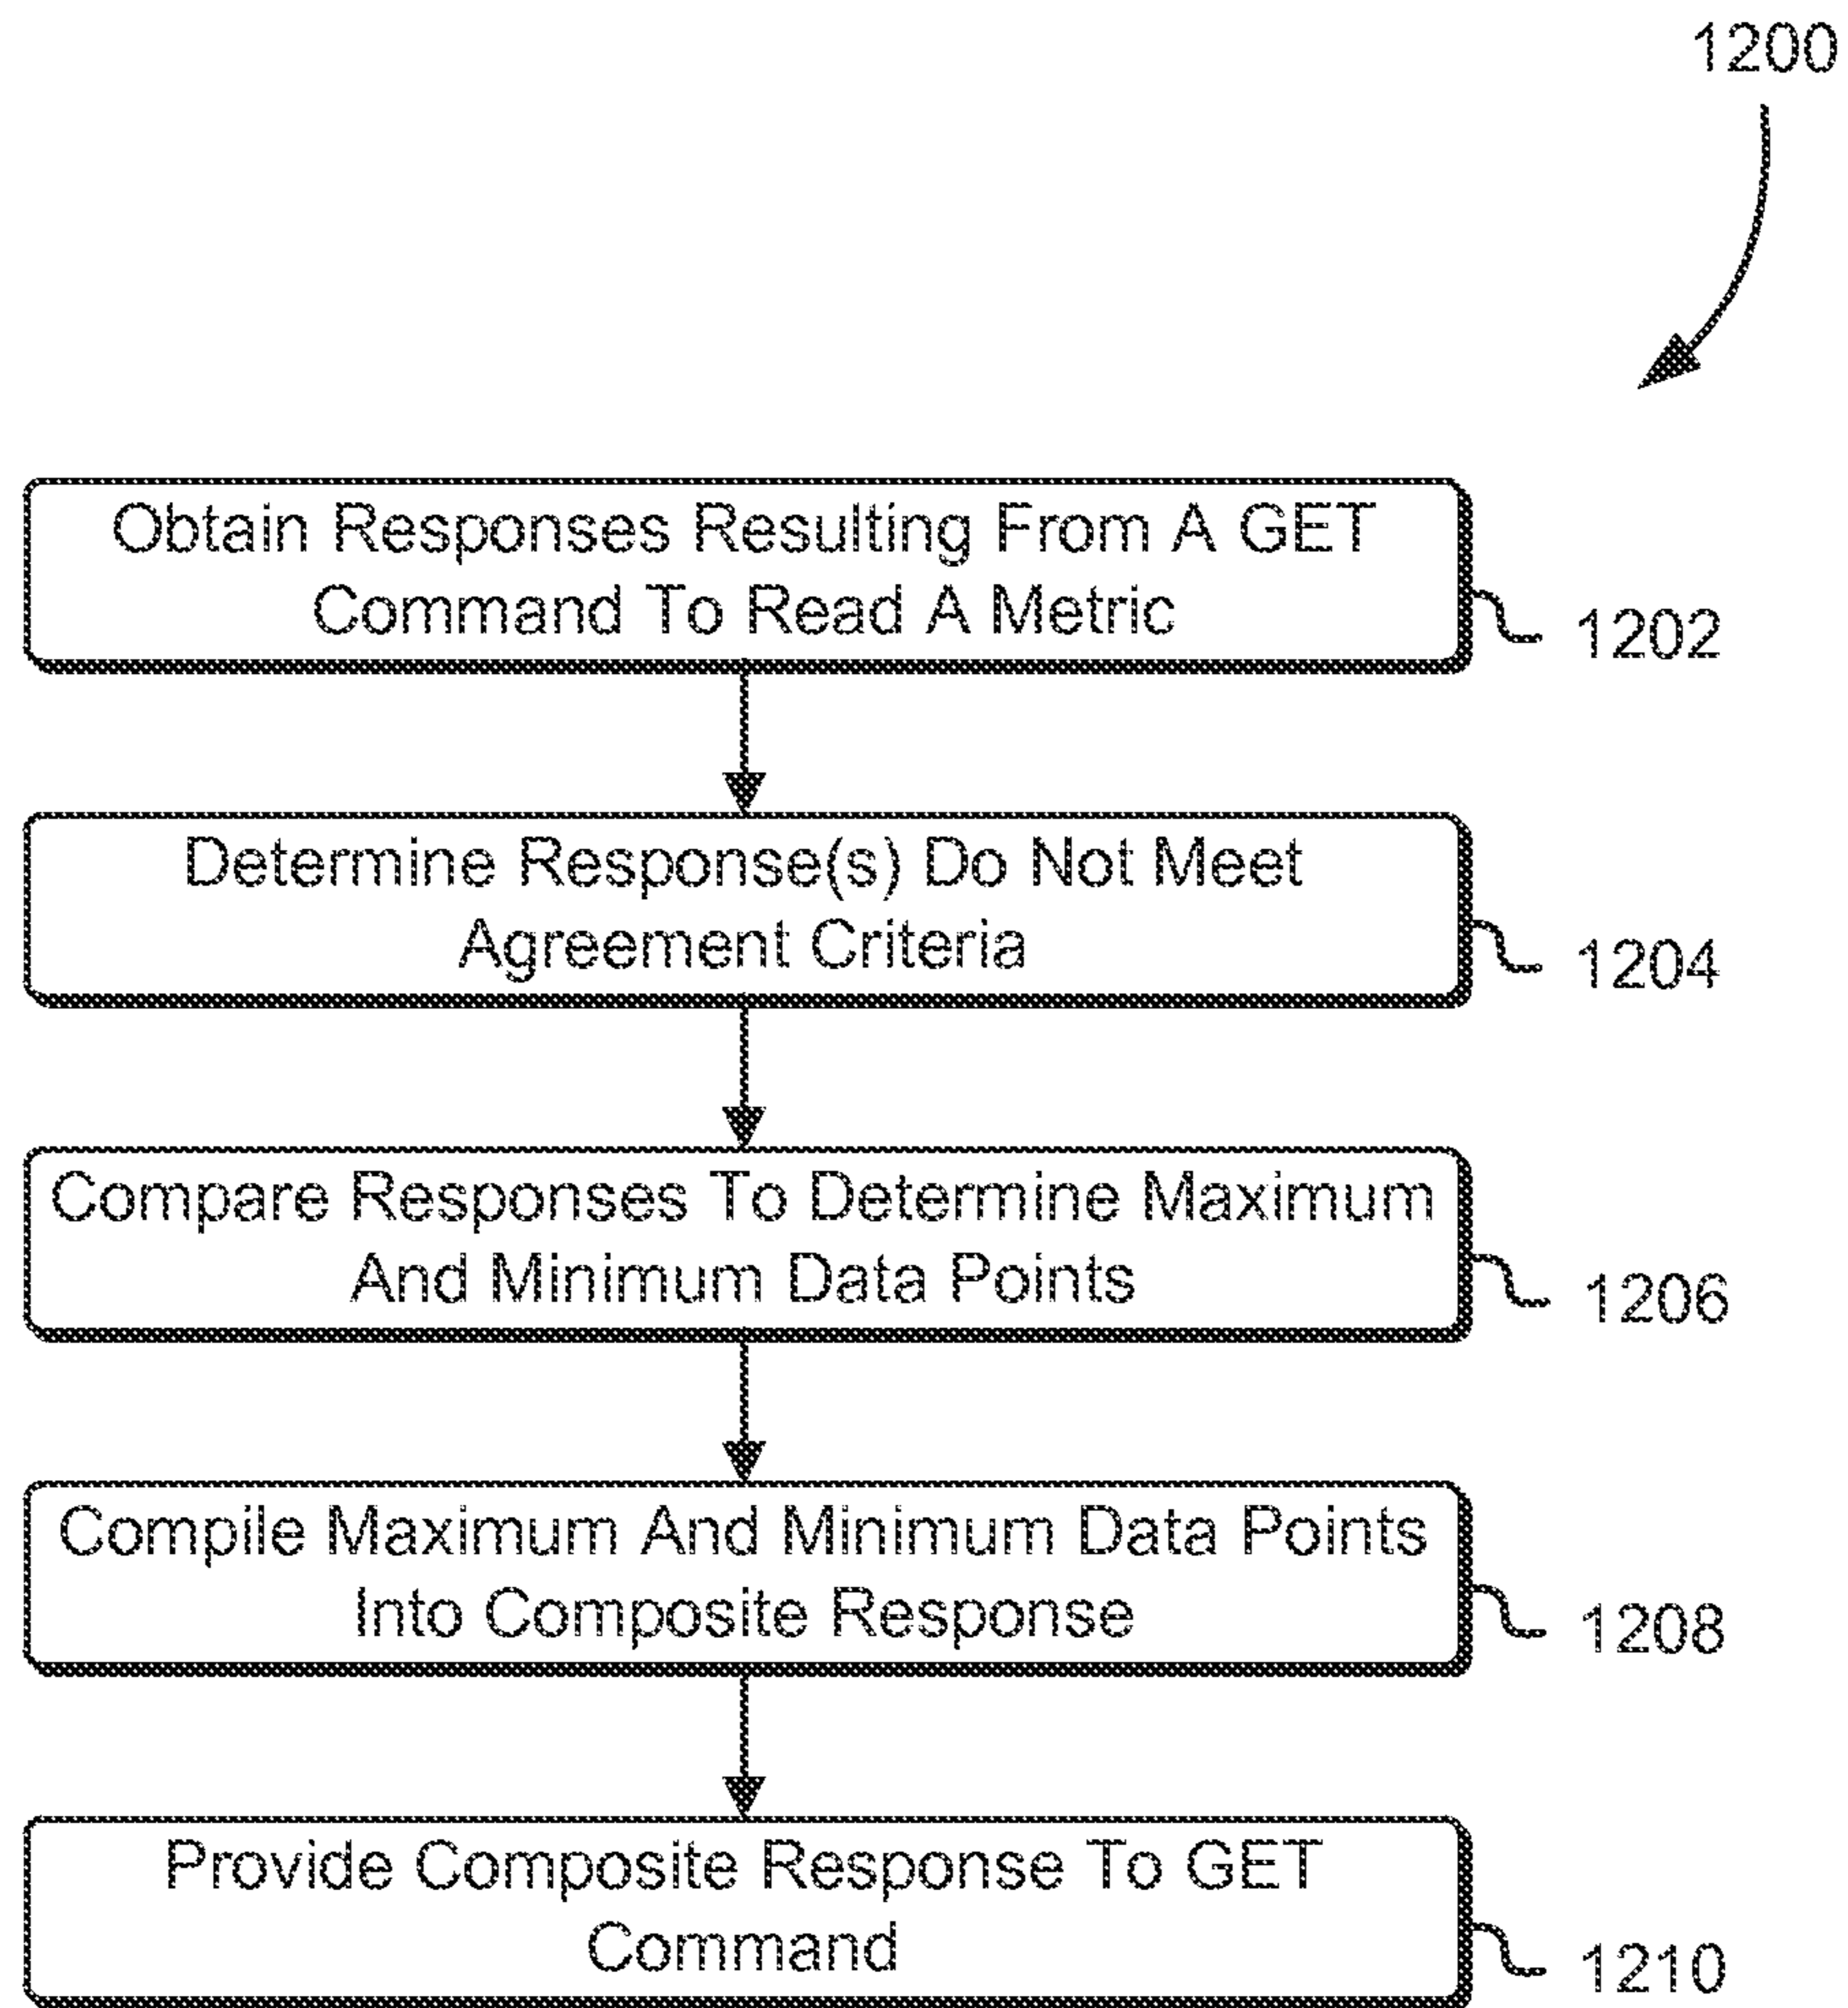 1200
Obtain Responses Resulting From A GET
Command To Read A Metric
1202
Determine Response(s) Do Not Meet
Agreement Criteria
1204
Compare Responses To Determine Maximum
And Minimum Data Points
1206
Compile Maximum And Minimum Data Points
Into Composite Response
1208
Provide Composite Response To GET
Command
1210